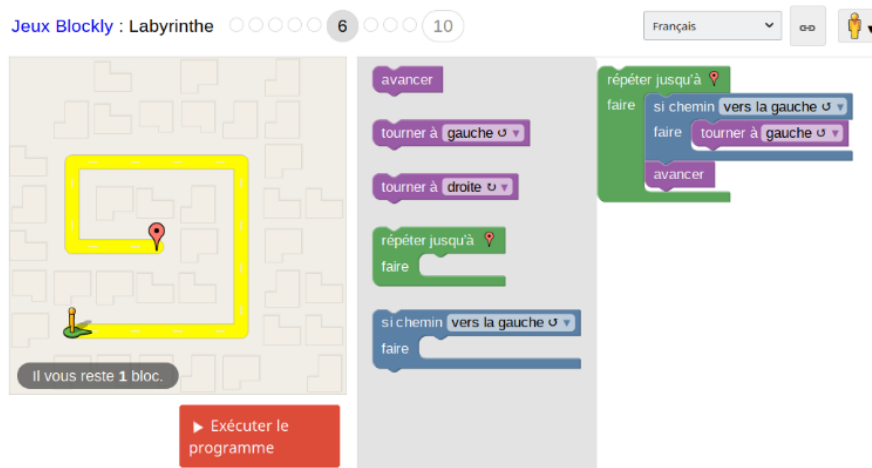 Jeux Blockly : Labyrinthe 6 10
Français
avancer
tourner à gauche ↺ ▾
tourner à droite ↻ ▾
répéter jusqu'à
faire
si chemin vers la gauche ↺ ▾
faire
répéter jusqu'à
faire si chemin vers la gauche ↺ ▾
faire tourner à gauche ↺ ▾
avancer
Il vous reste 1 bloc.
Exécuter le
programme